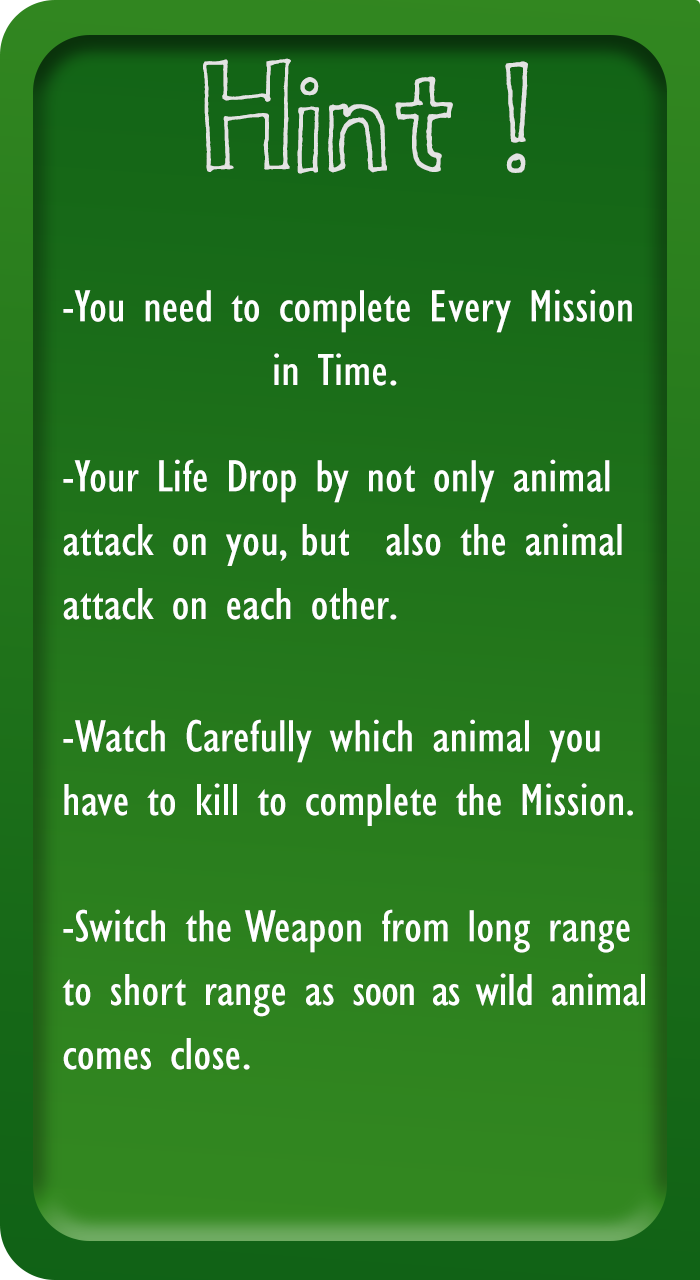 Hint !
-You need to complete Every Mission
in Time.
-Your Life Drop by not only animal
attack on you, but also the animal
attack on each other.
-Watch Carefully which animal you
have to kill to complete the Mission.
-Switch the Weapon from long range
to short range as soon as wild animal
comes close.